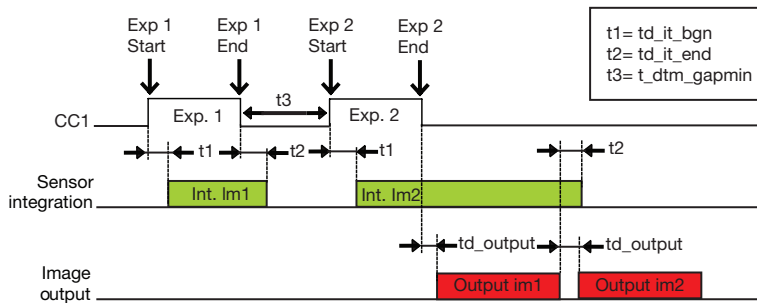 Exp 1 Start
Exp 1 End
Exp 2 Start
Exp 2 End
t1= td_it_bgn
t2= td_it_end
t3= t_dtm_gapmin
CC1
Exp. 1
t3
Exp. 2
t1
t2
t1
t2
Sensor integration
Int. Im1
Int. Im2
td_output
td_output
Image output
Output im1
Output im2